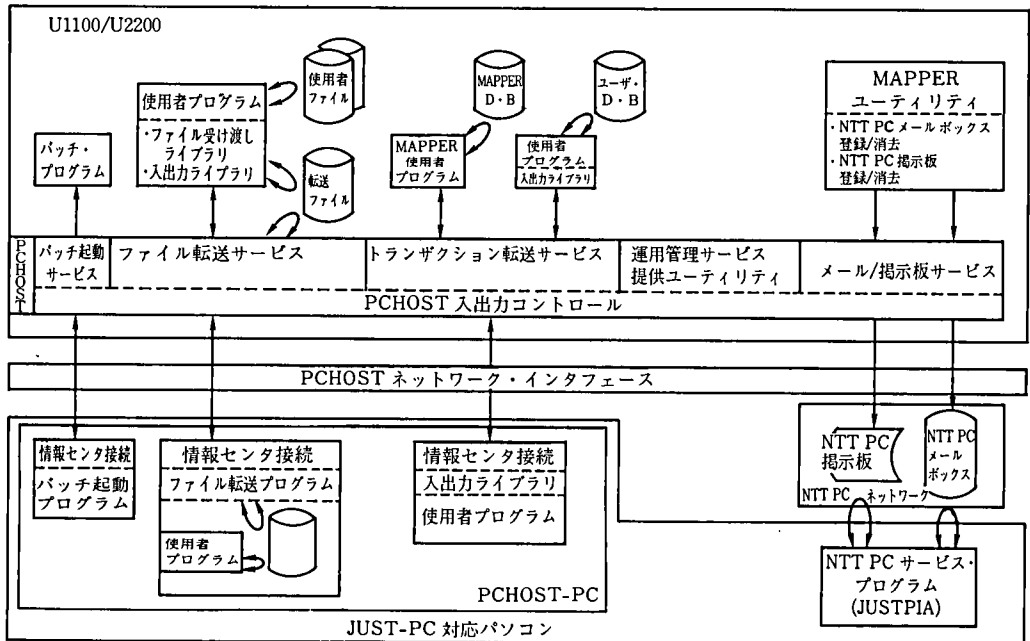 U1100/U2200
使用者プログラム
・ファイル受け渡し
ライブラリ
・入出力ライブラリ
使用者
ファイル
転送
ファイル
バッチ・
プログラム
MAPPER
D・B
ユーザ・
D・B
MAPPER
使用者
プログラム
使用者
プログラム
入出力ライブラリ
MAPPER
ユーティリティ
・NTT PCメールボックス
登録/消去
・NTT PC掲示板
登録/消去
PCHOST
バッチ起動
サービス
ファイル転送サービス
トランザクション転送サービス
運用管理サービス
提供ユーティリティ
メール/掲示板サービス
PCHOST 入出力コントロール
PCHOST ネットワーク・インタフェース
情報センタ接続
バッチ起動
プログラム
情報センタ接続
ファイル転送プログラム
使用者
プログラム
情報センタ接続
入出力ライブラリ
使用者プログラム
PCHOST-PC
JUST-PC 対応パソコン
NTT PC
掲示板
NTT PC
メール
ボックス
NTT PC ネットワーク
NTT PC サービス・
プログラム
(JUSTPIA)